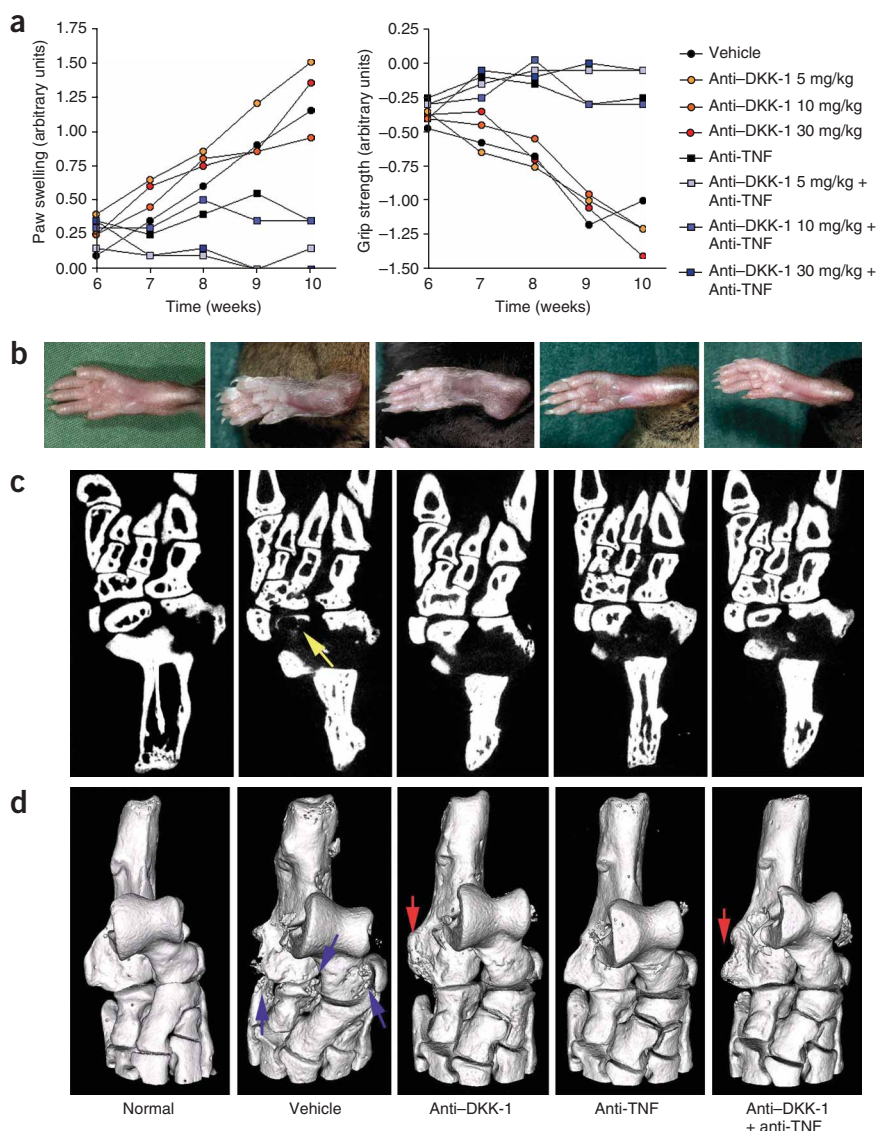 a
1.75
1.50
1.25
1.00
0.75
0.50
0.25
0.00
Paw swelling (arbitrary units)
6 7 8 9 10
Time (weeks)
−0.25
0.00
−0.25
−0.50
−0.75
−1.00
−1.25
−1.50
Grip strength (arbitrary units)
6 7 8 9 10
Time (weeks)
Vehicle
Anti–DKK-1 5 mg/kg
Anti–DKK-1 10 mg/kg
Anti–DKK-1 30 mg/kg
Anti-TNF
Anti–DKK-1 5 mg/kg +
Anti-TNF
Anti–DKK-1 10 mg/kg +
Anti-TNF
Anti–DKK-1 30 mg/kg +
Anti-TNF
b
c
d
Normal
Vehicle
Anti–DKK-1
Anti-TNF
Anti–DKK-1
+ anti-TNF